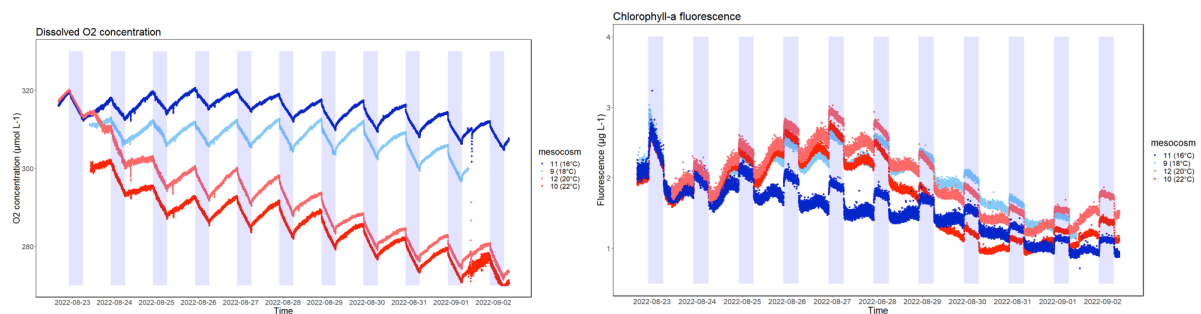 Dissolved O2 concentration
O2 concentration (µmol L-1)
320
300
280
2022-08-23 2022-08-24 2022-08-25 2022-08-26 2022-08-27 2022-08-28 2022-08-29 2022-08-30 2022-08-31 2022-09-01 2022-09-02
Time
mesocosm
11 (16°C)
9 (18°C)
12 (20°C)
10 (22°C)
Chlorophyll-a fluorescence
Fluorescence (µg L-1)
4
3
2
1
2022-08-23 2022-08-24 2022-08-25 2022-08-26 2022-08-27 2022-08-28 2022-08-29 2022-08-30 2022-08-31 2022-09-01 2022-09-02
Time
mesocosm
11 (16°C)
9 (18°C)
12 (20°C)
10 (22°C)